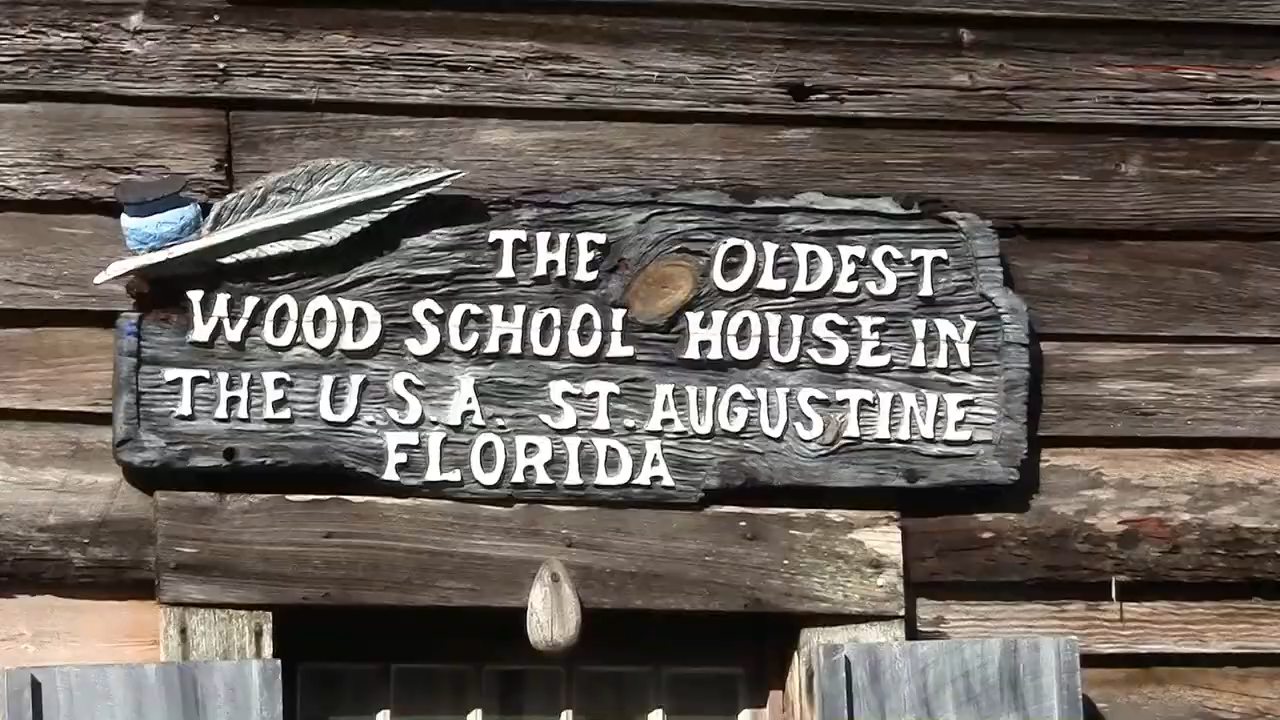 THE OLDEST
WOOD SCHOOL HOUSE IN
THE U.S.A. ST. AUGUSTINE
FLORIDA